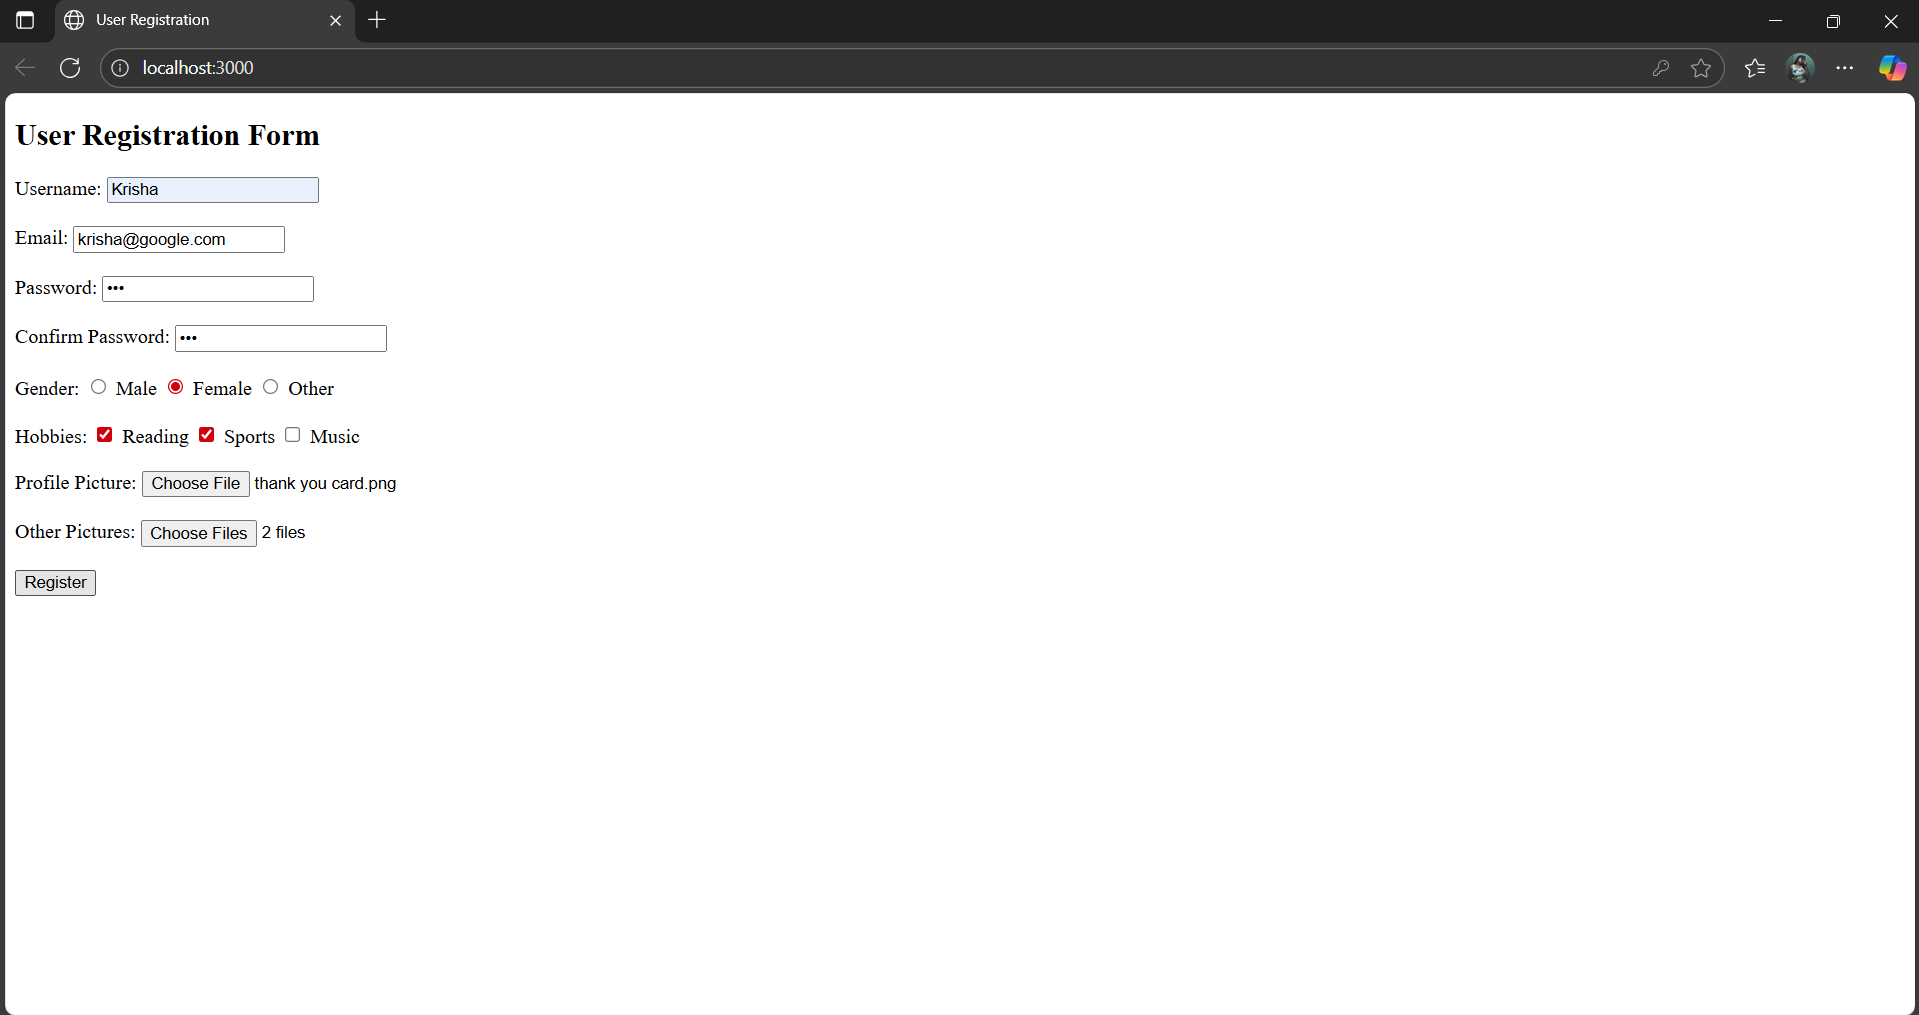 User Registration
localhost:3000
User Registration Form
Username: Krisha
Email: krisha@google.com
Password: •••
Confirm Password: •••
Gender: Male Female Other
Hobbies: Reading Sports Music
Profile Picture: Choose File thank you card.png
Other Pictures: Choose Files 2 files
Register